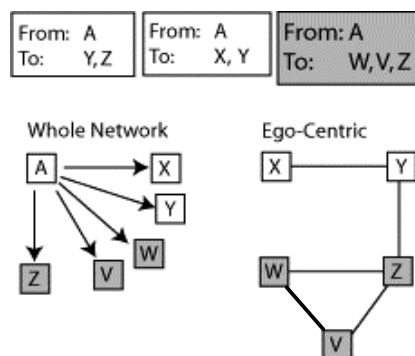 From: A
To: Y, Z
From: A
To: X, Y
From: A
To: W, V, Z
Whole Network
A
X
Y
W
V
Z
Ego-Centric
X
Y
W
Z
V